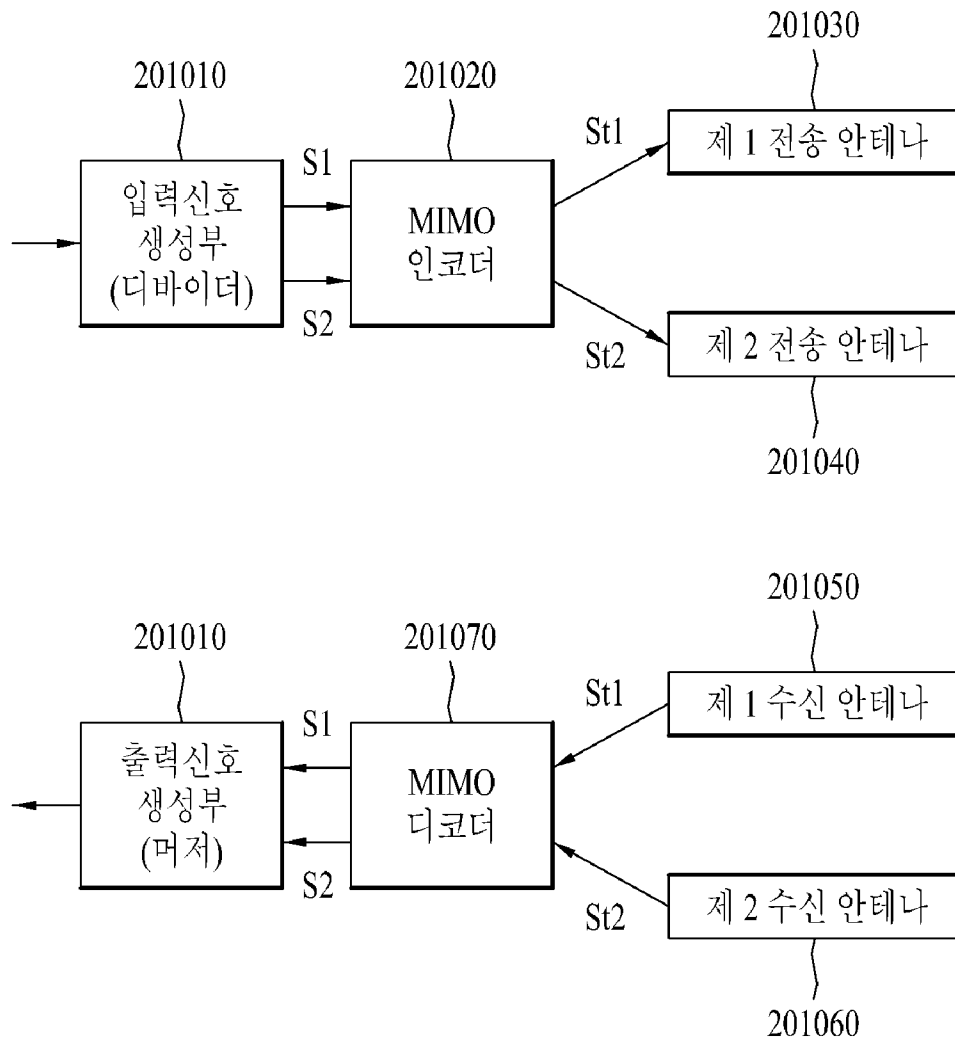 201030
201010
201020
제 1 전송 안테나
St1
S1
입력신호
생성부
(디바이더)
MIMO
인코더
S2
St2
제 2 전송 안테나
201040
201050
201010
201070
제 1 수신 안테나
St1
S1
출력신호
생성부
(머저)
MIMO
디코더
S2
St2
제 2 수신 안테나
201060